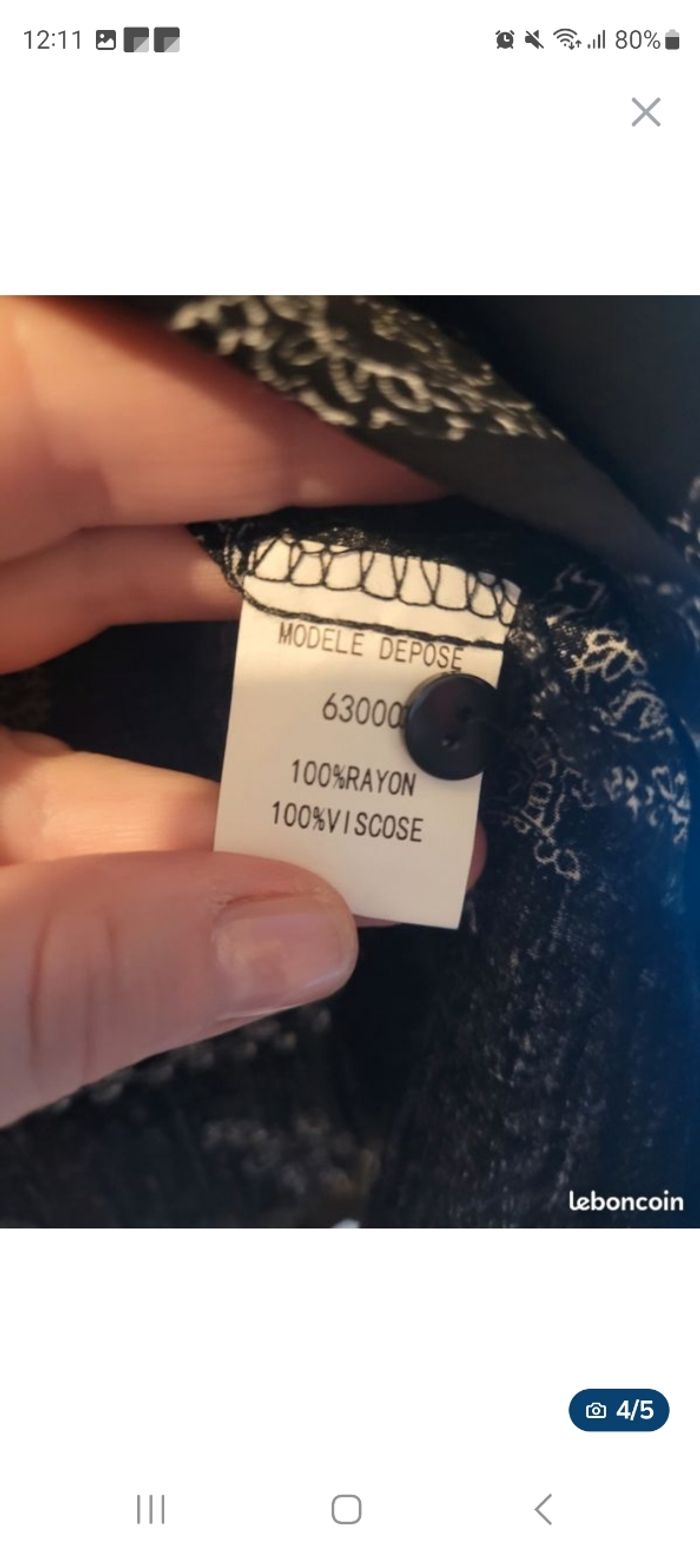 12:11
80%
MODELE DEPOSE
63000
100%RAYON
100%VISCOSE
leboncoin
4/5